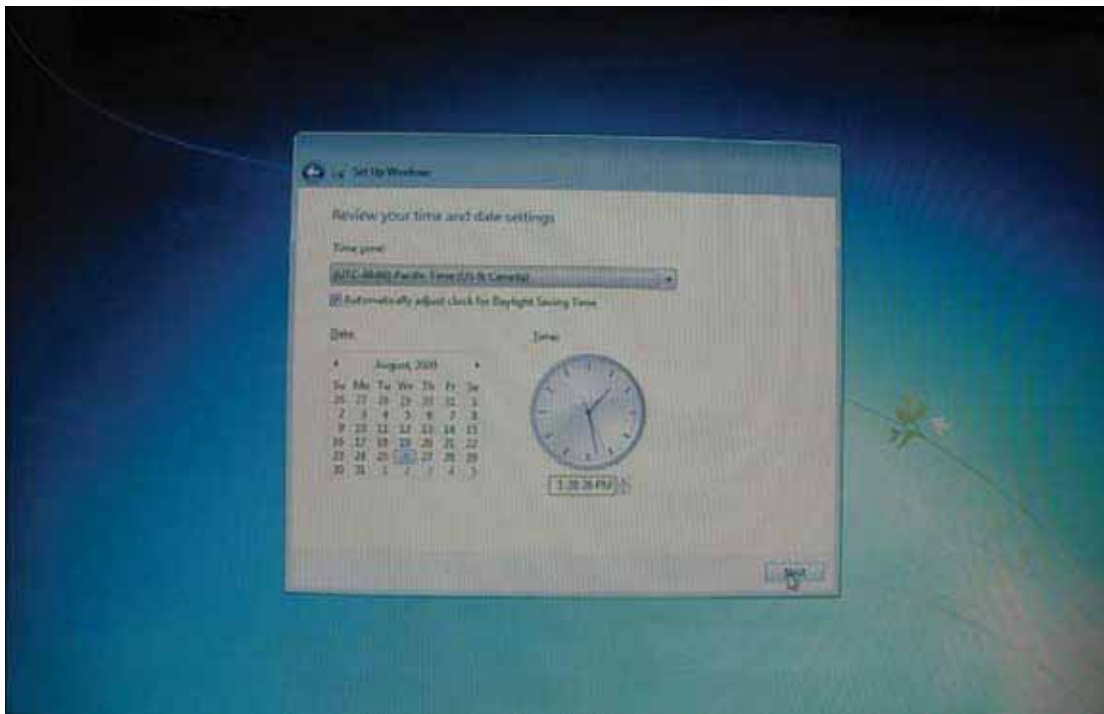 Set Up Windows
Review your time and date settings
Time zone:
(UTC-08:00) Pacific Time (US & Canada)
Automatically adjust clock for Daylight Saving Time
Date:
Time:
August, 2009
Su Mo Tu We Th Fr Sa
26 27 28 29 30 31 1
2 3 4 5 6 7 8
9 10 11 12 13 14 15
16 17 18 19 20 21 22
23 24 25 26 27 28 29
30 31 1 2 3 4 5
PM
Next